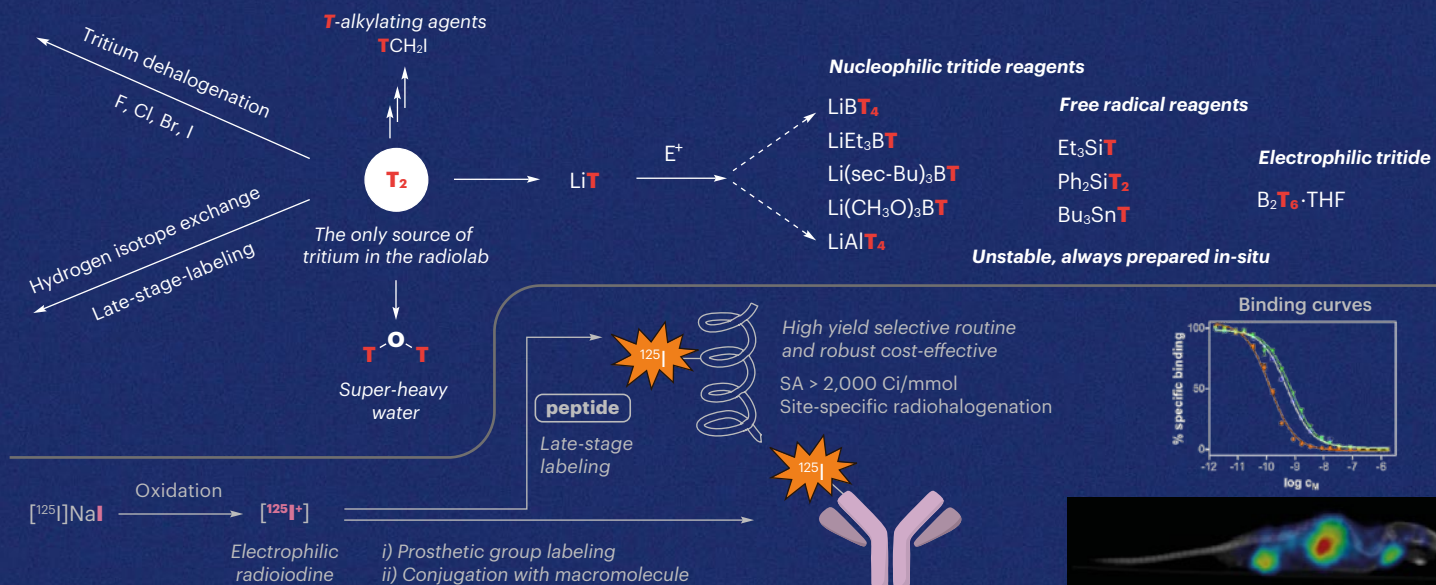 Tritium dehalogenation
F, Cl, Br, I
Hydrogen isotope exchange
Late-stage-labeling
T-alkylating agents
TCH₂I
T₂
The only source of
tritium in the radiolab
T O T
Super-heavy
water
LiT
E⁺
Nucleophilic tritide reagents
LiBT₄
LiEt₃BT
Li(sec-Bu)₃BT
Li(CH₃O)₃BT
LiAlT₄
Free radical reagents
Et₃SiT
Ph₂SiT₂
Bu₃SnT
Electrophilic tritide
B₂T₆·THF
Unstable, always prepared in-situ
[¹²⁵I]NaI
Oxidation
[¹²⁵I⁺]
Electrophilic
radioiodine
peptide
Late-stage
labeling
i) Prosthetic group labeling
ii) Conjugation with macromolecule
¹²⁵I
High yield selective routine
and robust cost-effective
SA > 2,000 Ci/mmol
Site-specific radiohalogenation
¹²⁵I
Binding curves
% specific binding
100
50
0
-12 -11 -10 -9 -8 -7 -6
log cM